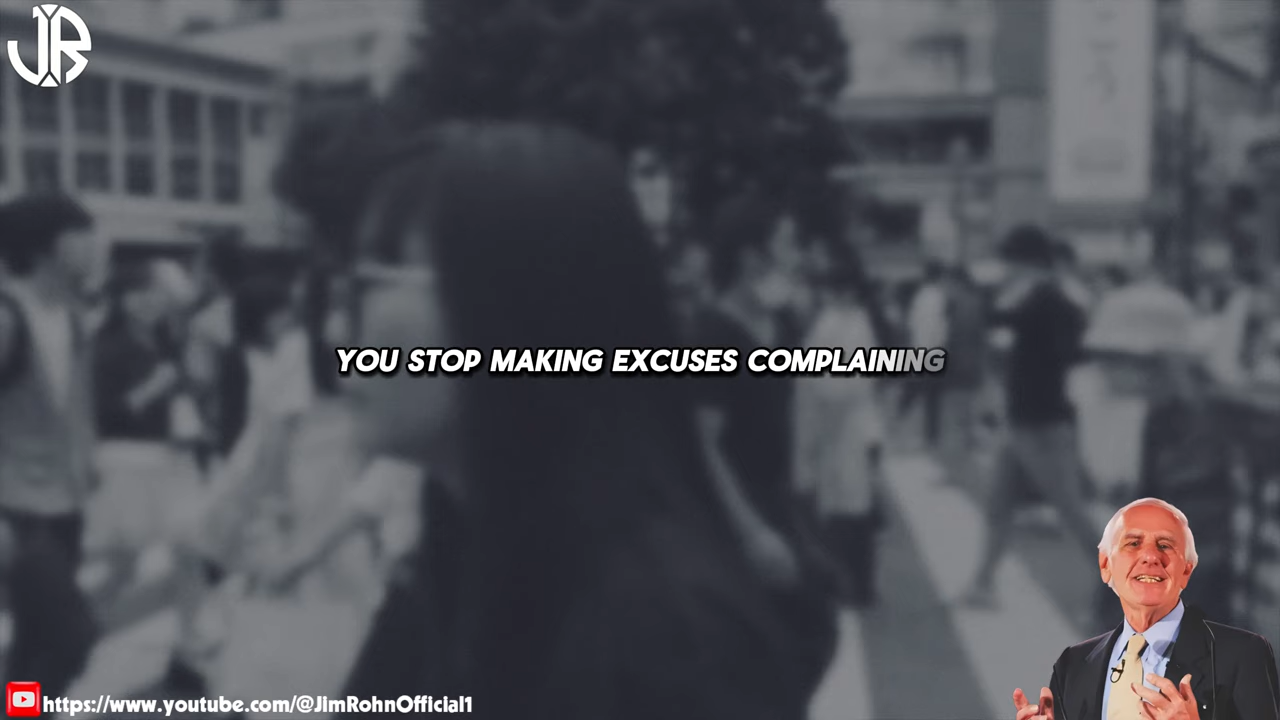 JR
YOU STOP MAKING EXCUSES COMPLAINING
https://www.youtube.com/@JimRohnOfficial1